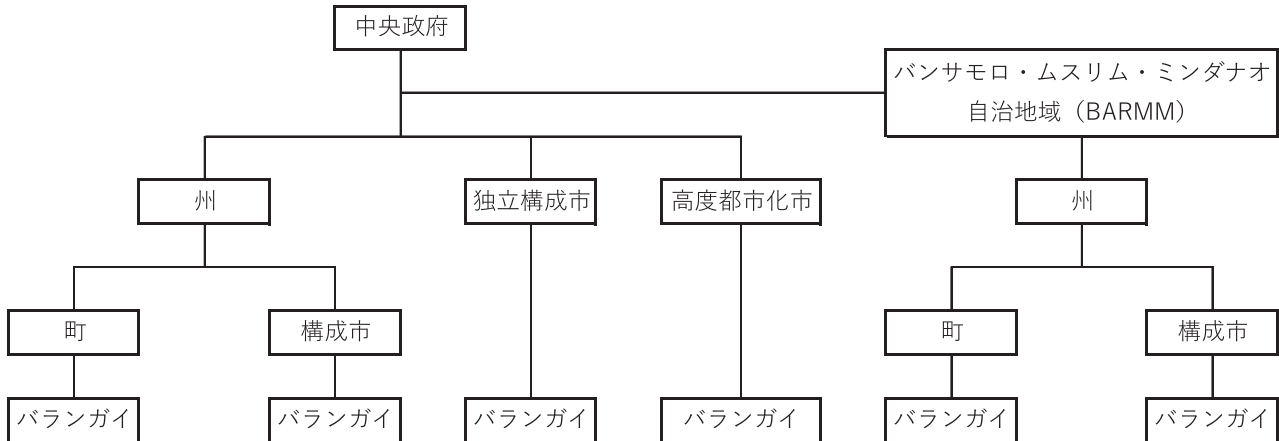 中央政府
バンサモロ・ムスリム・ミンダナオ
自治地域（BARMM）
州
独立構成市
高度都市化市
州
町
構成市
町
構成市
バランガイ
バランガイ
バランガイ
バランガイ
バランガイ
バランガイ